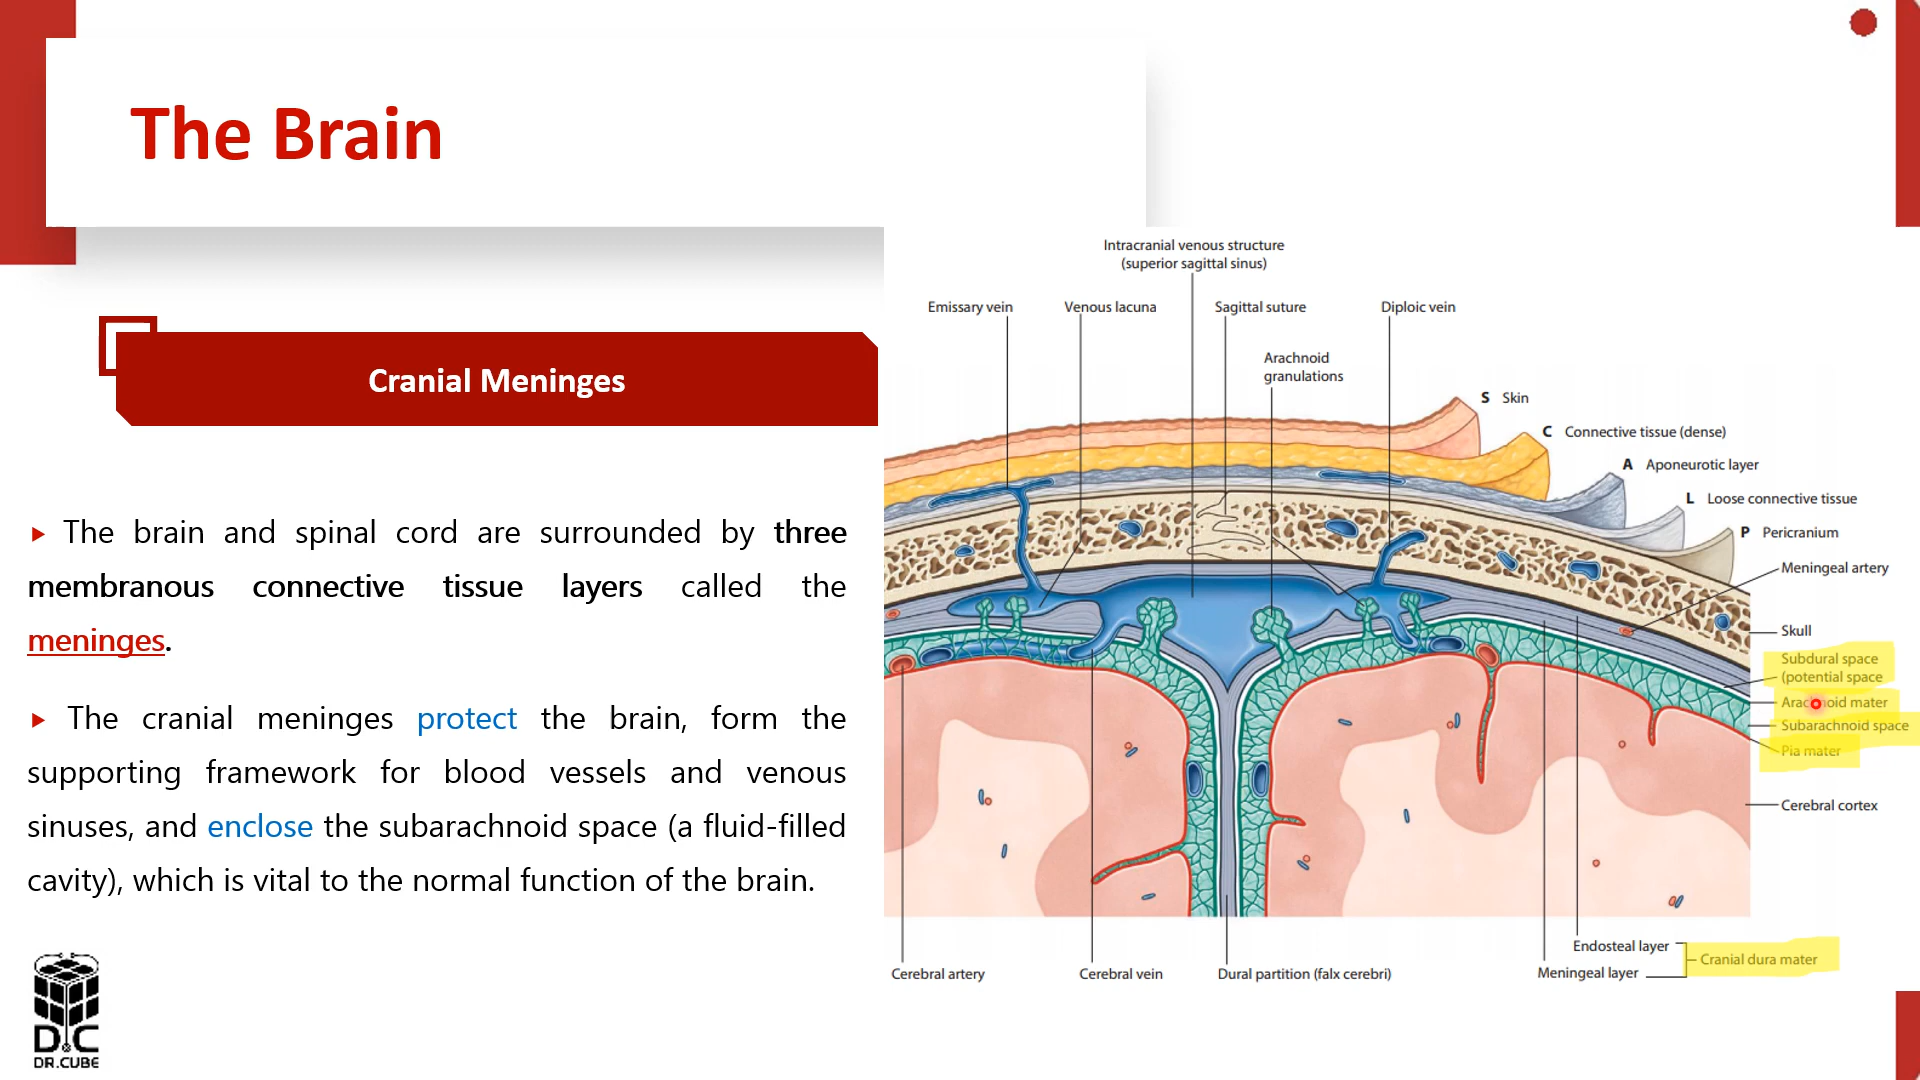 The Brain
Cranial Meninges
The brain and spinal cord are surrounded by three
membranous connective tissue layers called the
meninges.
The cranial meninges protect the brain, form the
supporting framework for blood vessels and venous
sinuses, and enclose the subarachnoid space (a fluid-filled
cavity), which is vital to the normal function of the brain.
Intracranial venous structure
(superior sagittal sinus)
Emissary vein
Venous lacuna
Sagittal suture
Diploic vein
Arachnoid
granulations
S Skin
C Connective tissue (dense)
A Aponeurotic layer
L Loose connective tissue
P Pericranium
Meningeal artery
Skull
Subdural space
(potential space
Arachnoid mater
Subarachnoid space
Pia mater
Cerebral cortex
Endosteal layer
Meningeal layer
Cranial dura mater
Cerebral artery
Cerebral vein
Dural partition (falx cerebri)
DC
DR.CUBE